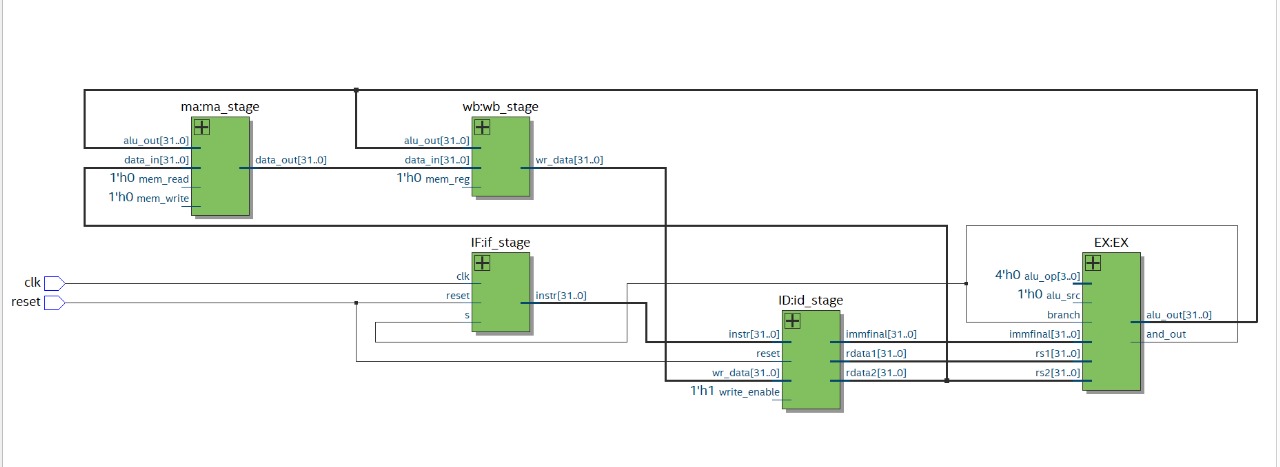 ma:ma_stage
alu_out[31..0]
data_in[31..0]
data_out[31..0]
1'h0 mem_read
1'h0 mem_write
wb:wb_stage
alu_out[31..0]
data_in[31..0]
wr_data[31..0]
1'h0 mem_reg
IF:if_stage
clk
clk
reset
reset
instr[31..0]
s
ID:id_stage
instr[31..0]
immfinal[31..0]
reset
rdata1[31..0]
wr_data[31..0]
rdata2[31..0]
1'h1 write_enable
EX:EX
4'h0 alu_op[3..0]
1'h0 alu_src
branch
alu_out[31..0]
immfinal[31..0]
and_out
rs1[31..0]
rs2[31..0]